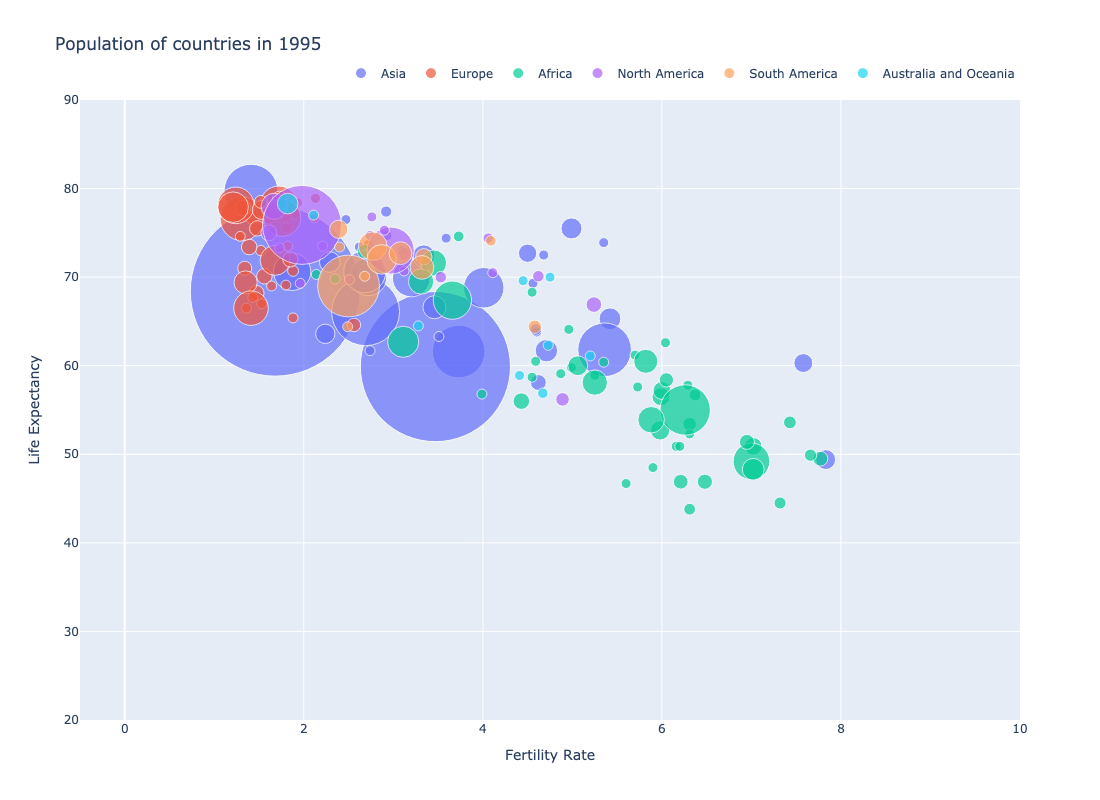 Population of countries in 1995
Asia Europe Africa North America South America Australia and Oceania
90
80
70
60
50
40
30
20
Life Expectancy
0 2 4 6 8 10
Fertility Rate